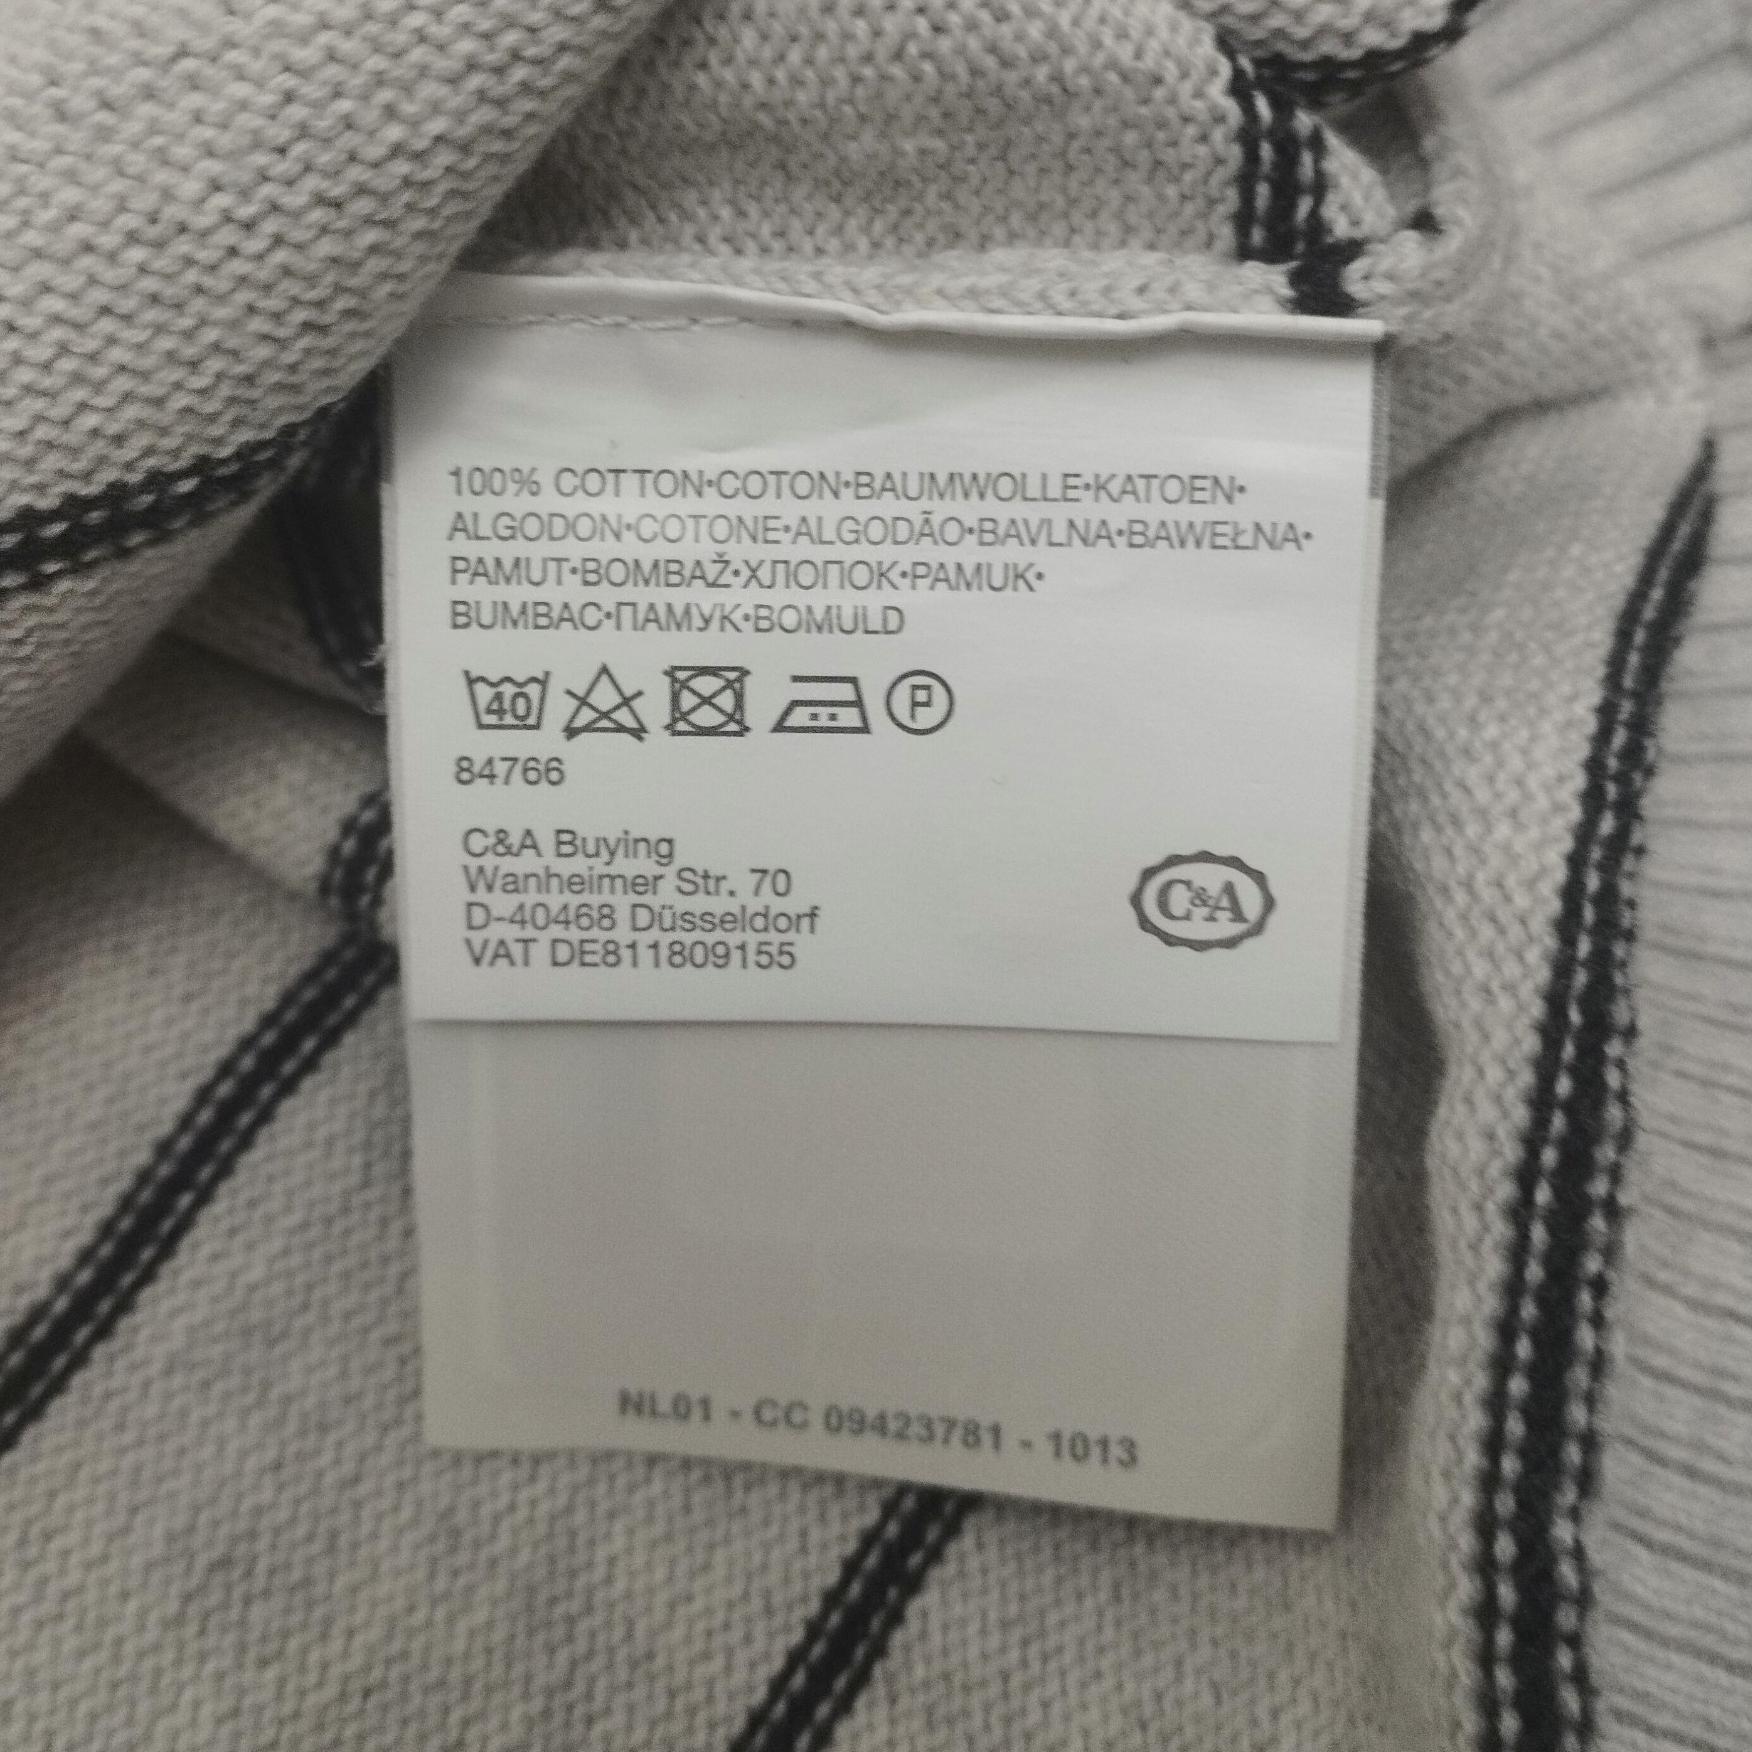 100% COTTON•COTON•BAUMWOLLE•KATOEN•
ALGODON•COTONE•ALGODÃO•BAVLNA•BAWEŁNA•
PAMUT•BOMBAŽ•ХЛОПОК•PAMUK•
BUMBAC•ПАМУК•BOMULD
40 P
84766
C&A Buying
Wanheimer Str. 70
D-40468 Düsseldorf
VAT DE811809155
C&A
NL01 - CC 09423781 - 1013